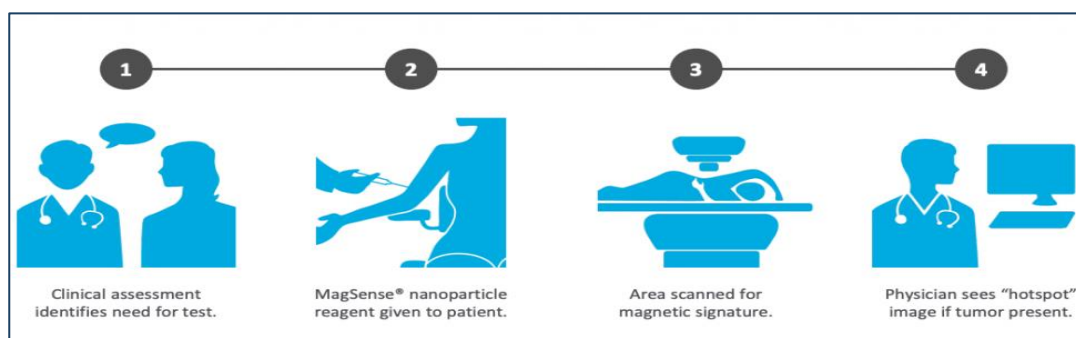 1
2
3
4
Clinical assessment
identifies need for test.
MagSense® nanoparticle
reagent given to patient.
Area scanned for
magnetic signature.
Physician sees “hotspot”
image if tumor present.